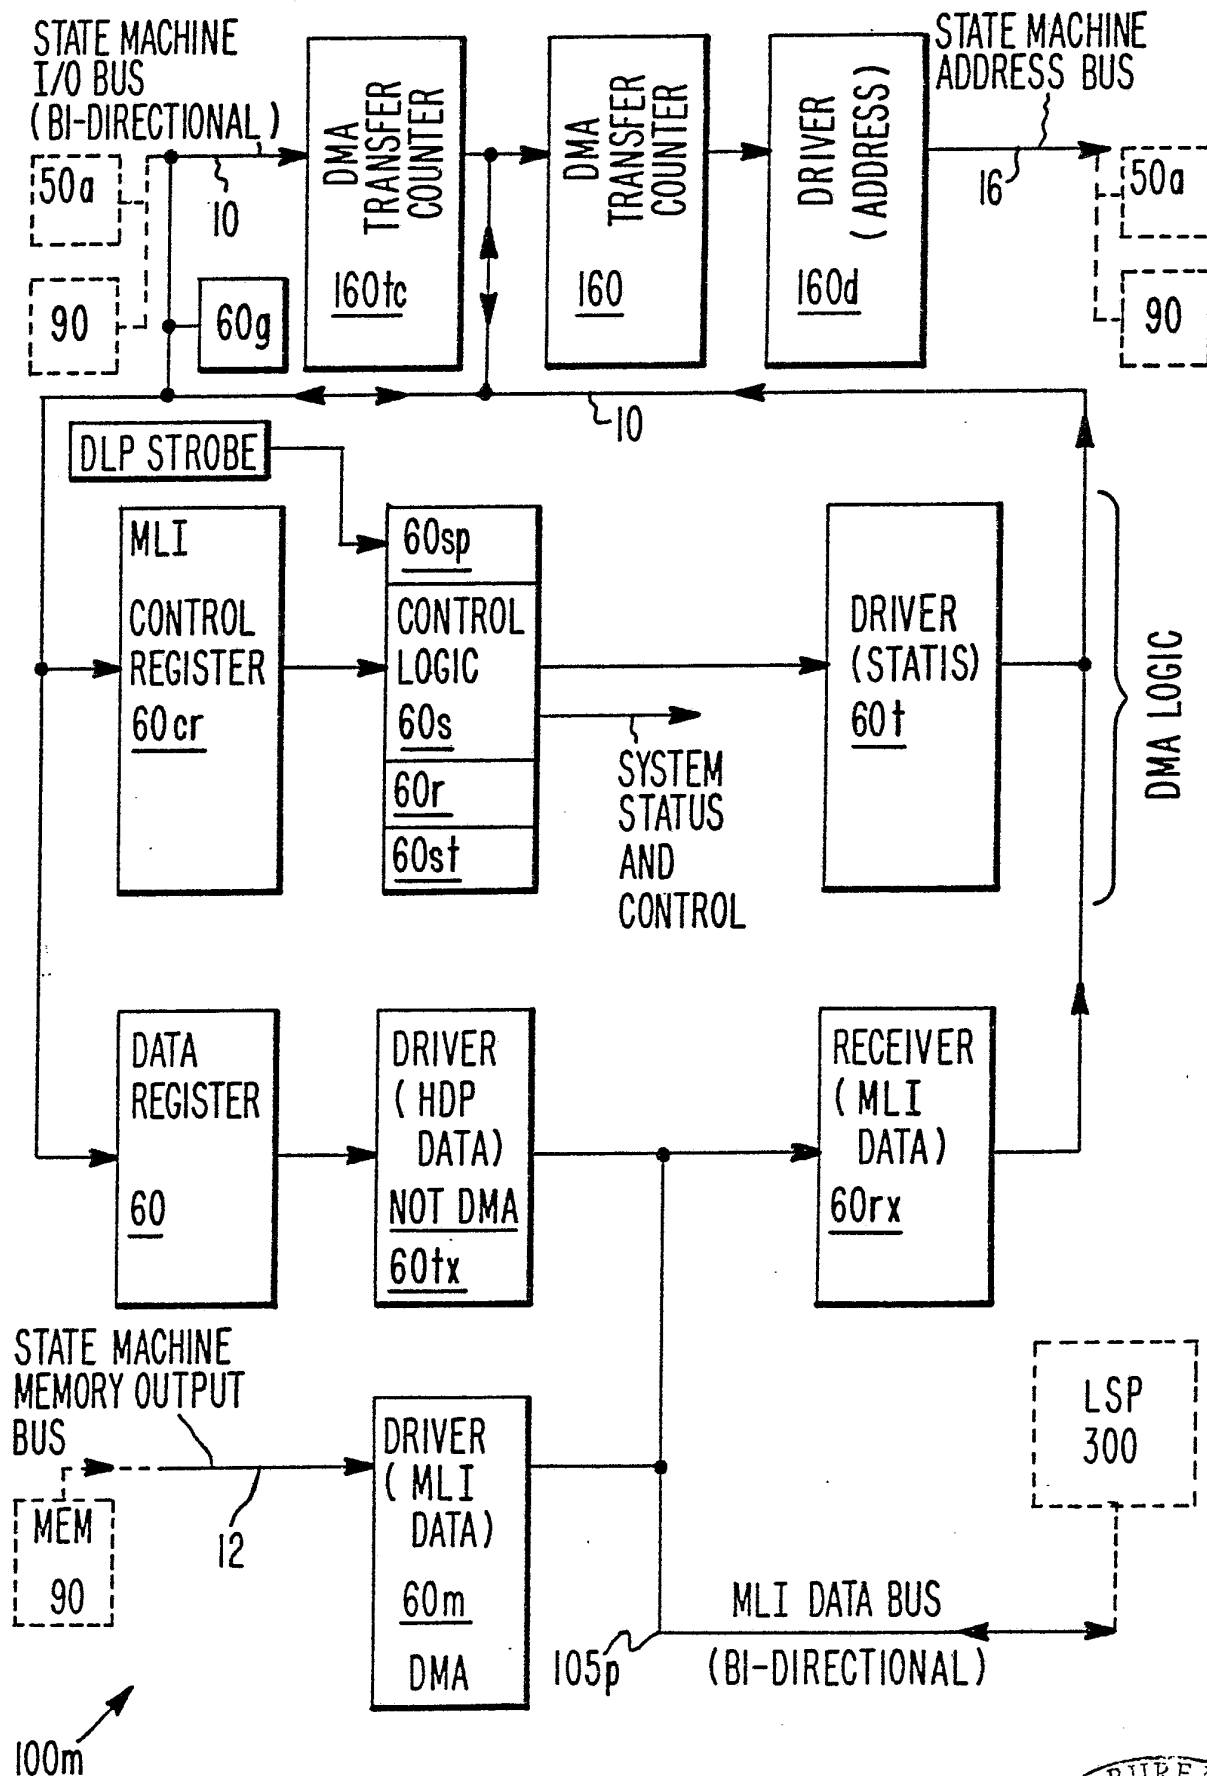 STATE MACHINE
I/O BUS
(BI-DIRECTIONAL)
50a
90
10
60g
DMA
TRANSFER
COUNTER
160tc
DMA
TRANSFER
COUNTER
160
DRIVER
(ADDRESS)
160d
STATE MACHINE
ADDRESS BUS
16
50a
90
10
DLP STROBE
MLI
CONTROL
REGISTER
60cr
60sp
CONTROL
LOGIC
60s
60r
60st
SYSTEM
STATUS
AND
CONTROL
DRIVER
(STATIS)
60t
DMA LOGIC
DATA
REGISTER
60
DRIVER
(HDP
DATA)
NOT DMA
60tx
RECEIVER
(MLI
DATA)
60rx
STATE MACHINE
MEMORY OUTPUT
BUS
MEM
90
12
DRIVER
(MLI
DATA)
60m
DMA
LSP
300
MLI DATA BUS
(BI-DIRECTIONAL)
105p
100m